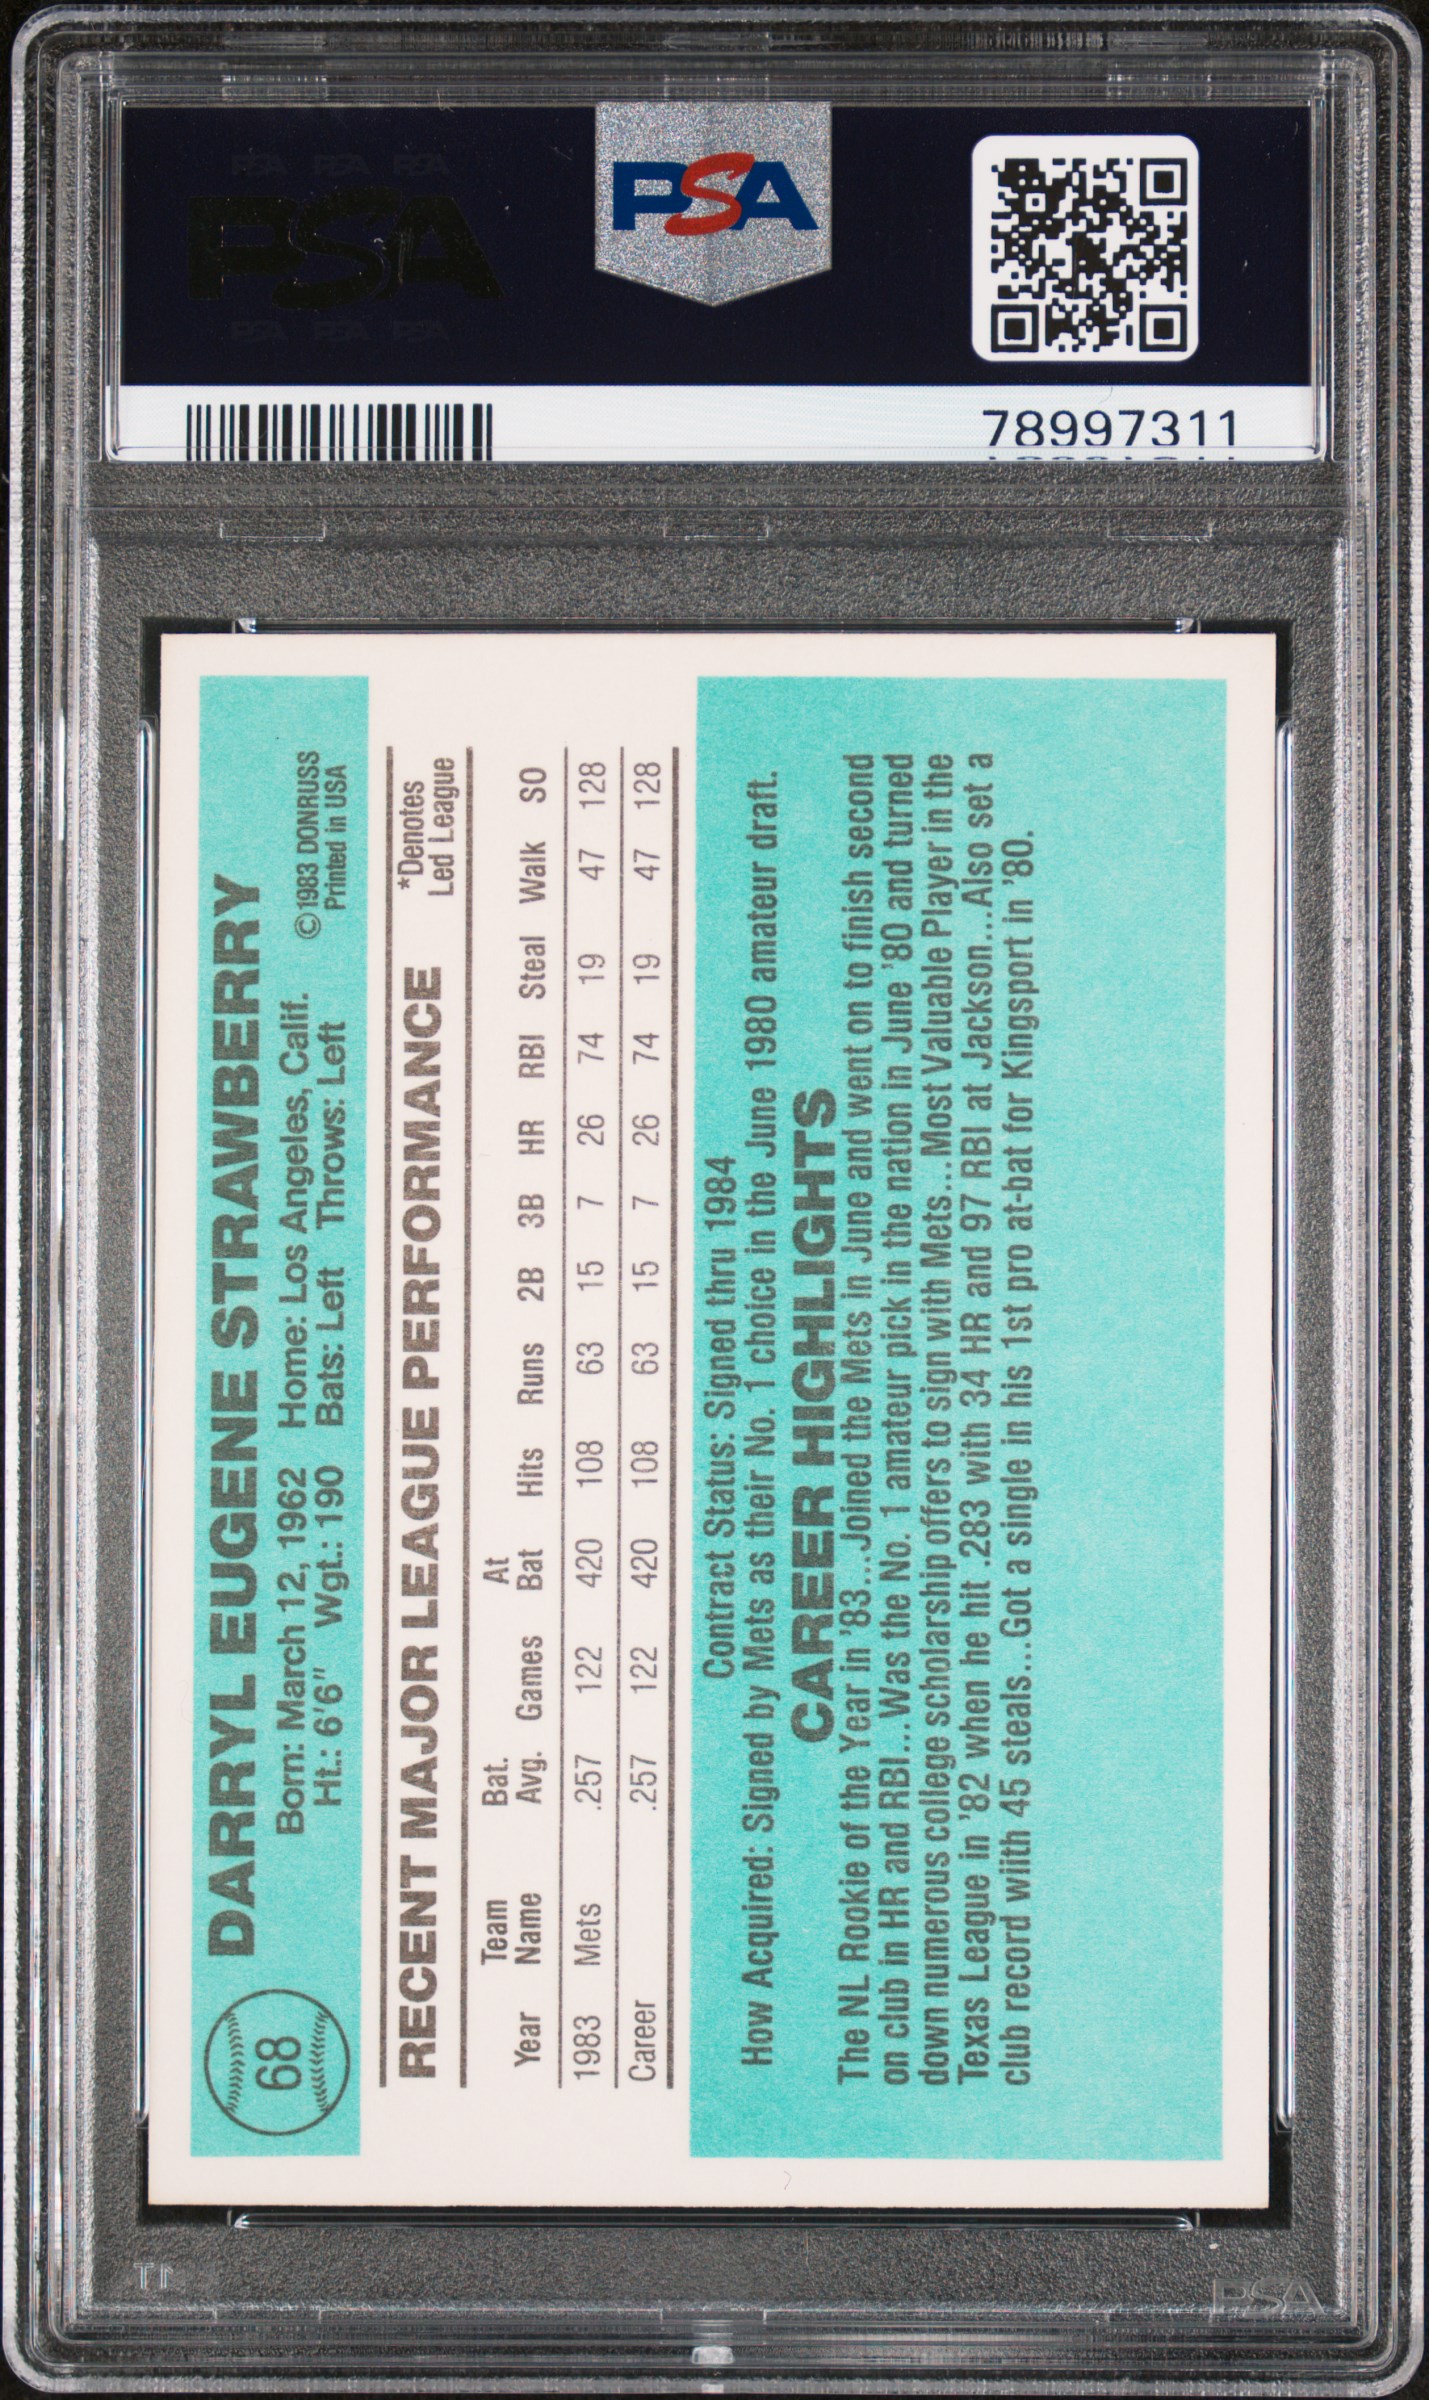 PSA PSA PSA
PSA
PSA PSA PSA
PSA
78997311
68
DARRYL EUGENE STRAWBERRY
Born: March 12, 1962 Home: Los Angeles, Calif.
Ht.: 6'6" Wgt.: 190 Bats: Left Throws: Left
©1983 DONRUSS
Printed in USA
RECENT MAJOR LEAGUE PERFORMANCE
*Denotes
Led League
Year Team Name Bat. Avg. Games At Bat Hits Runs 2B 3B HR RBI Steal Walk SO
1983 Mets .257 122 420 108 63 15 7 26 74 19 47 128
Career .257 122 420 108 63 15 7 26 74 19 47 128
Contract Status: Signed thru 1984
How Acquired: Signed by Mets as their No. 1 choice in the June 1980 amateur draft.
CAREER HIGHLIGHTS
The NL Rookie of the Year in '83...Joined the Mets in June and went on to finish second
on club in HR and RBI...Was the No. 1 amateur pick in the nation in June '80 and turned
down numerous college scholarship offers to sign with Mets...Most Valuable Player in the
Texas League in '82 when he hit .283 with 34 HR and 97 RBI at Jackson...Also set a
club record wiith 45 steals...Got a single in his 1st pro at-bat for Kingsport in '80.
PSA